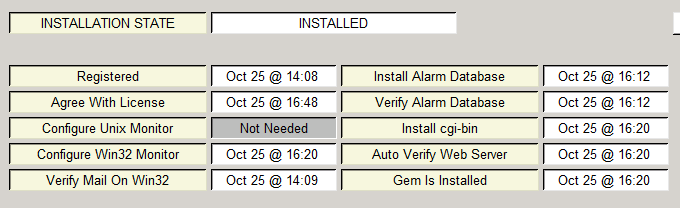 INSTALLATION STATE INSTALLED
Registered Oct 25 @ 14:08 Install Alarm Database Oct 25 @ 16:12
Agree With License Oct 25 @ 16:48 Verify Alarm Database Oct 25 @ 16:12
Configure Unix Monitor Not Needed Install cgi-bin Oct 25 @ 16:20
Configure Win32 Monitor Oct 25 @ 16:20 Auto Verify Web Server Oct 25 @ 16:20
Verify Mail On Win32 Oct 25 @ 14:09 Gem Is Installed Oct 25 @ 16:20